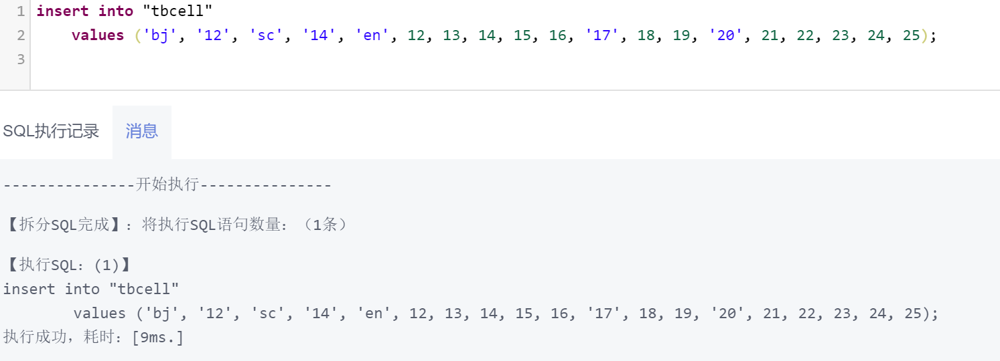 1 insert into "tbcell"
2 values ('bj', '12', 'sc', '14', 'en', 12, 13, 14, 15, 16, '17', 18, 19, '20', 21, 22, 23, 24, 25);
3
SQL执行记录 消息
---------------开始执行---------------
【拆分SQL完成】：将执行SQL语句数量：（1条）
【执行SQL：(1)】
insert into "tbcell"
values ('bj', '12', 'sc', '14', 'en', 12, 13, 14, 15, 16, '17', 18, 19, '20', 21, 22, 23, 24, 25);
执行成功，耗时：[9ms.]